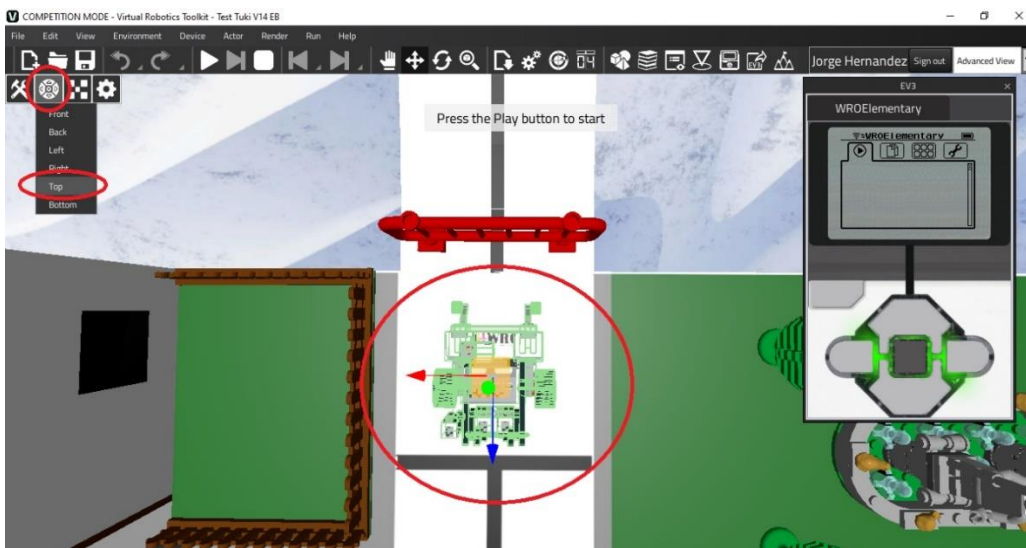 COMPETITION MODE - Virtual Robotics Toolkit - Test Tuki V14 EB
File Edit View Environment Device Actor Render Run Help
Jorge Hernandez Sign out Advanced View
EV3
WROElementary
WROElementary
Press the Play button to start
Front
Back
Left
Right
Top
Bottom
WRO